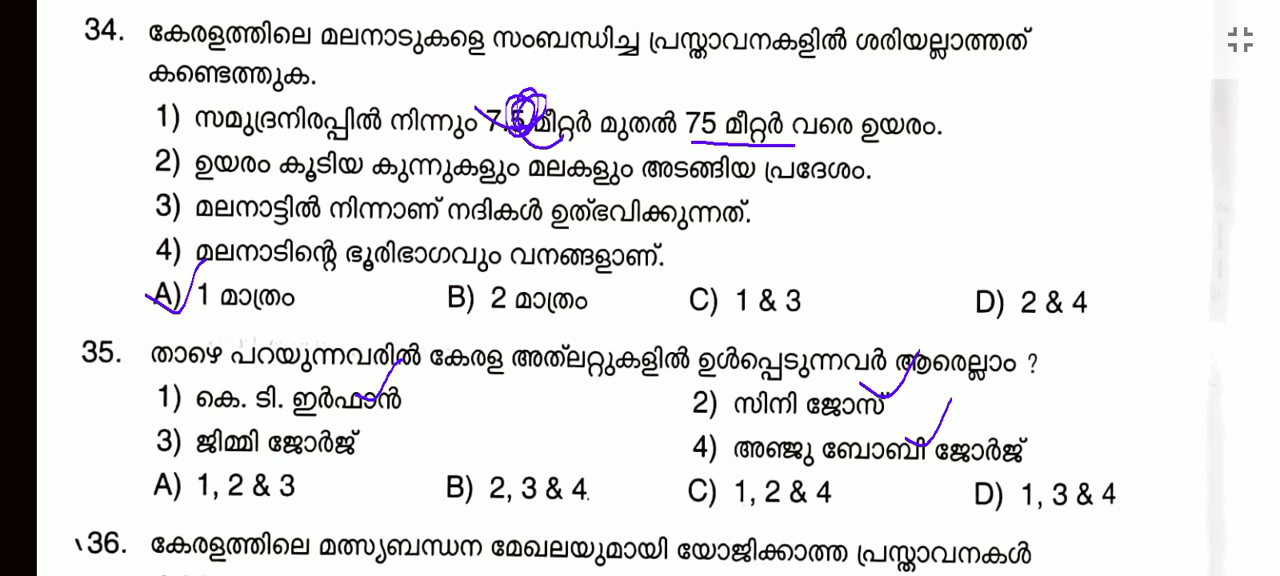 34. കേരളത്തിലെ മലനാടുകളെ സംബന്ധിച്ച പ്രസ്താവനകളിൽ ശരിയല്ലാത്തത്
കണ്ടെത്തുക.
1) സമുദ്രനിരപ്പിൽ നിന്നും 7.5 മീറ്റർ മുതൽ 75 മീറ്റർ വരെ ഉയരം.
2) ഉയരം കൂടിയ കുന്നുകളും മലകളും അടങ്ങിയ പ്രദേശം.
3) മലനാട്ടിൽ നിന്നാണ് നദികൾ ഉത്ഭവിക്കുന്നത്.
4) മലനാടിന്റെ ഭൂരിഭാഗവും വനങ്ങളാണ്.
A) 1 മാത്രം B) 2 മാത്രം C) 1 & 3 D) 2 & 4
35. താഴെ പറയുന്നവരിൽ കേരള അത്‌ലറ്റുകളിൽ ഉൾപ്പെടുന്നവർ ആരെല്ലാം ?
1) കെ. ടി. ഇർഫാൻ 2) സിനി ജോസ്
3) ജിമ്മി ജോർജ് 4) അഞ്ജു ബോബി ജോർജ്
A) 1, 2 & 3 B) 2, 3 & 4 C) 1, 2 & 4 D) 1, 3 & 4
36. കേരളത്തിലെ മത്സ്യബന്ധന മേഖലയുമായി യോജിക്കാത്ത പ്രസ്താവനകൾ